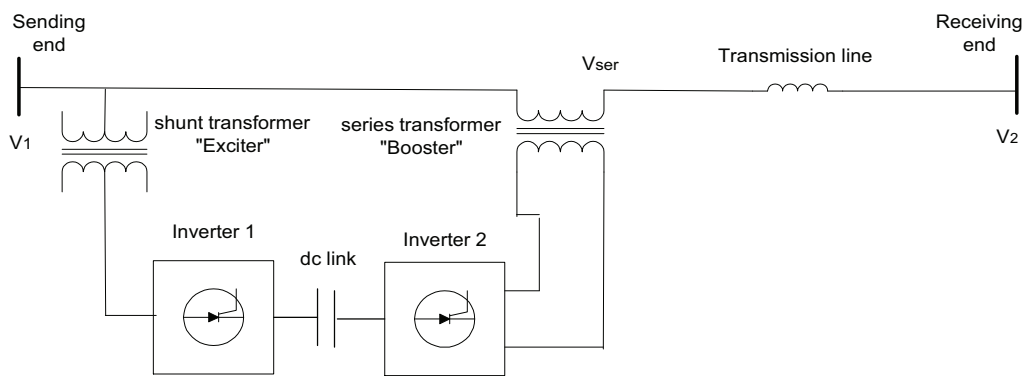 Sending
end
Receiving
end
Vser
Transmission line
V1
shunt transformer
"Exciter"
series transformer
"Booster"
V2
Inverter 1
dc link
Inverter 2